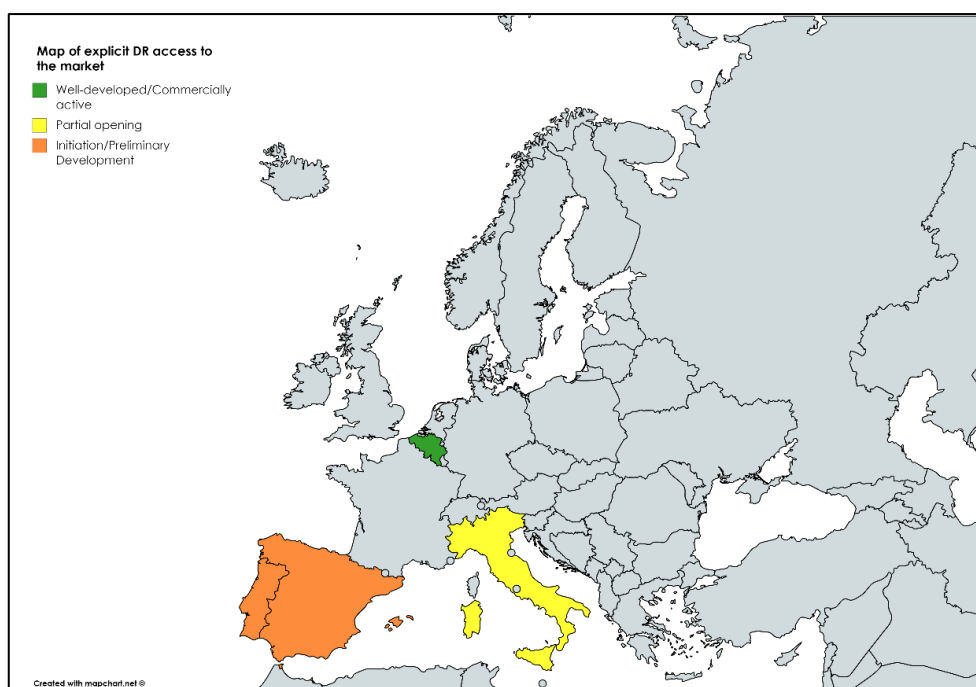 Map of explicit DR access to
the market
Well-developed/Commercially
active
Partial opening
Initiation/Preliminary
Development
Created with mapchart.net ©